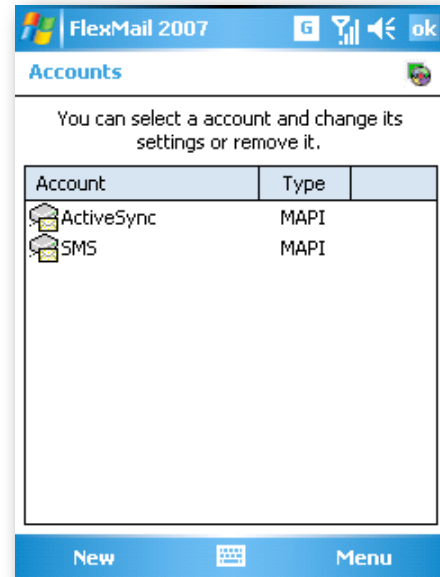 FlexMail 2007 G ok
Accounts
You can select a account and change its
settings or remove it.
Account Type
ActiveSync MAPI
SMS MAPI
New Menu